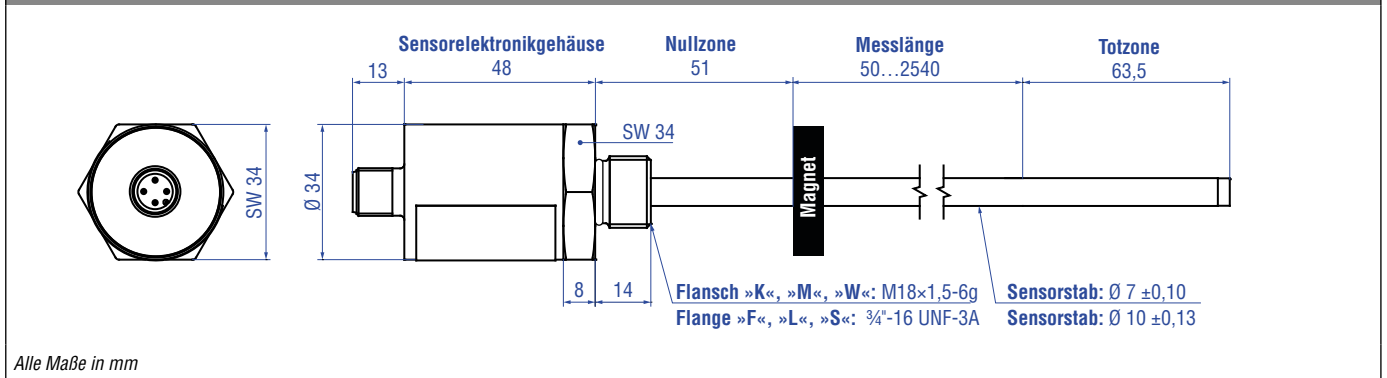 Sensorelektronikgehäuse
Nullzone
Messlänge
Totzone
13
48
51
50…2540
63,5
SW 34
SW 34
Ø 34
Magnet
8
14
Flansch »K«, »M«, »W«: M18×1,5-6g
Sensorstab: Ø 7 ±0,10
Flange »F«, »L«, »S«: ¾"-16 UNF-3A
Sensorstab: Ø 10 ±0,13
Alle Maße in mm